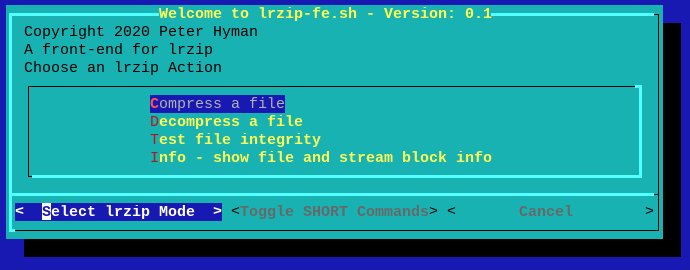 Welcome to lrzip-fe.sh - Version: 0.1
Copyright 2020 Peter Hyman
A front-end for lrzip
Choose an lrzip Action
Compress a file
Decompress a file
Test file integrity
Info - show file and stream block info
<  Select lrzip Mode  > <Toggle SHORT Commands> <       Cancel        >